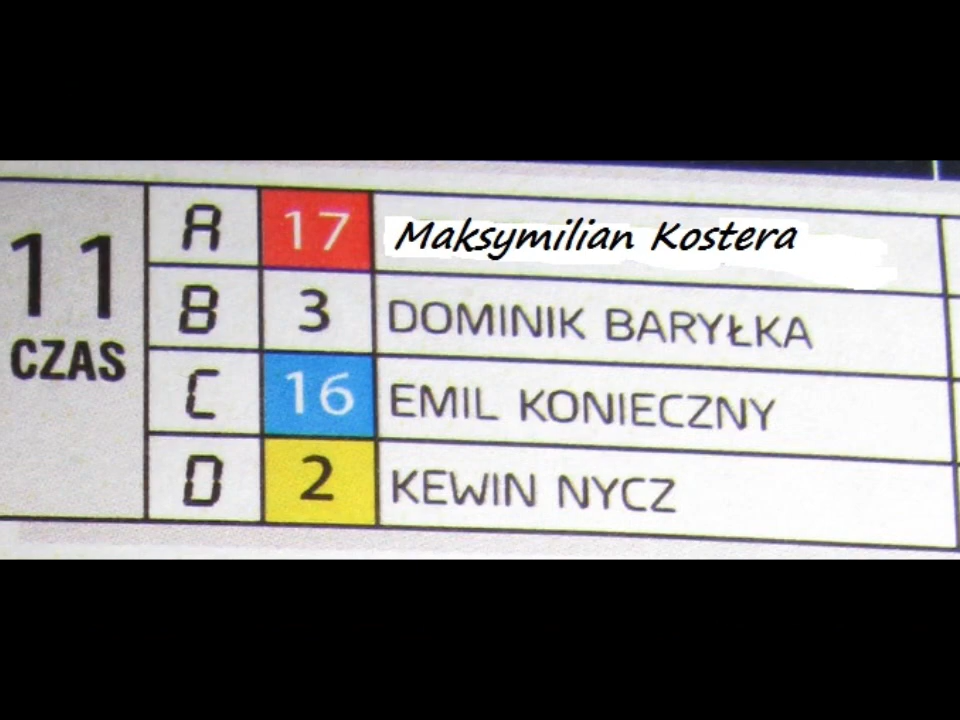 11
CZAS
A 17 Maksymilian Kostera
B 3 DOMINIK BARYŁKA
C 16 EMIL KONIECZNY
D 2 KEWIN NYCZ